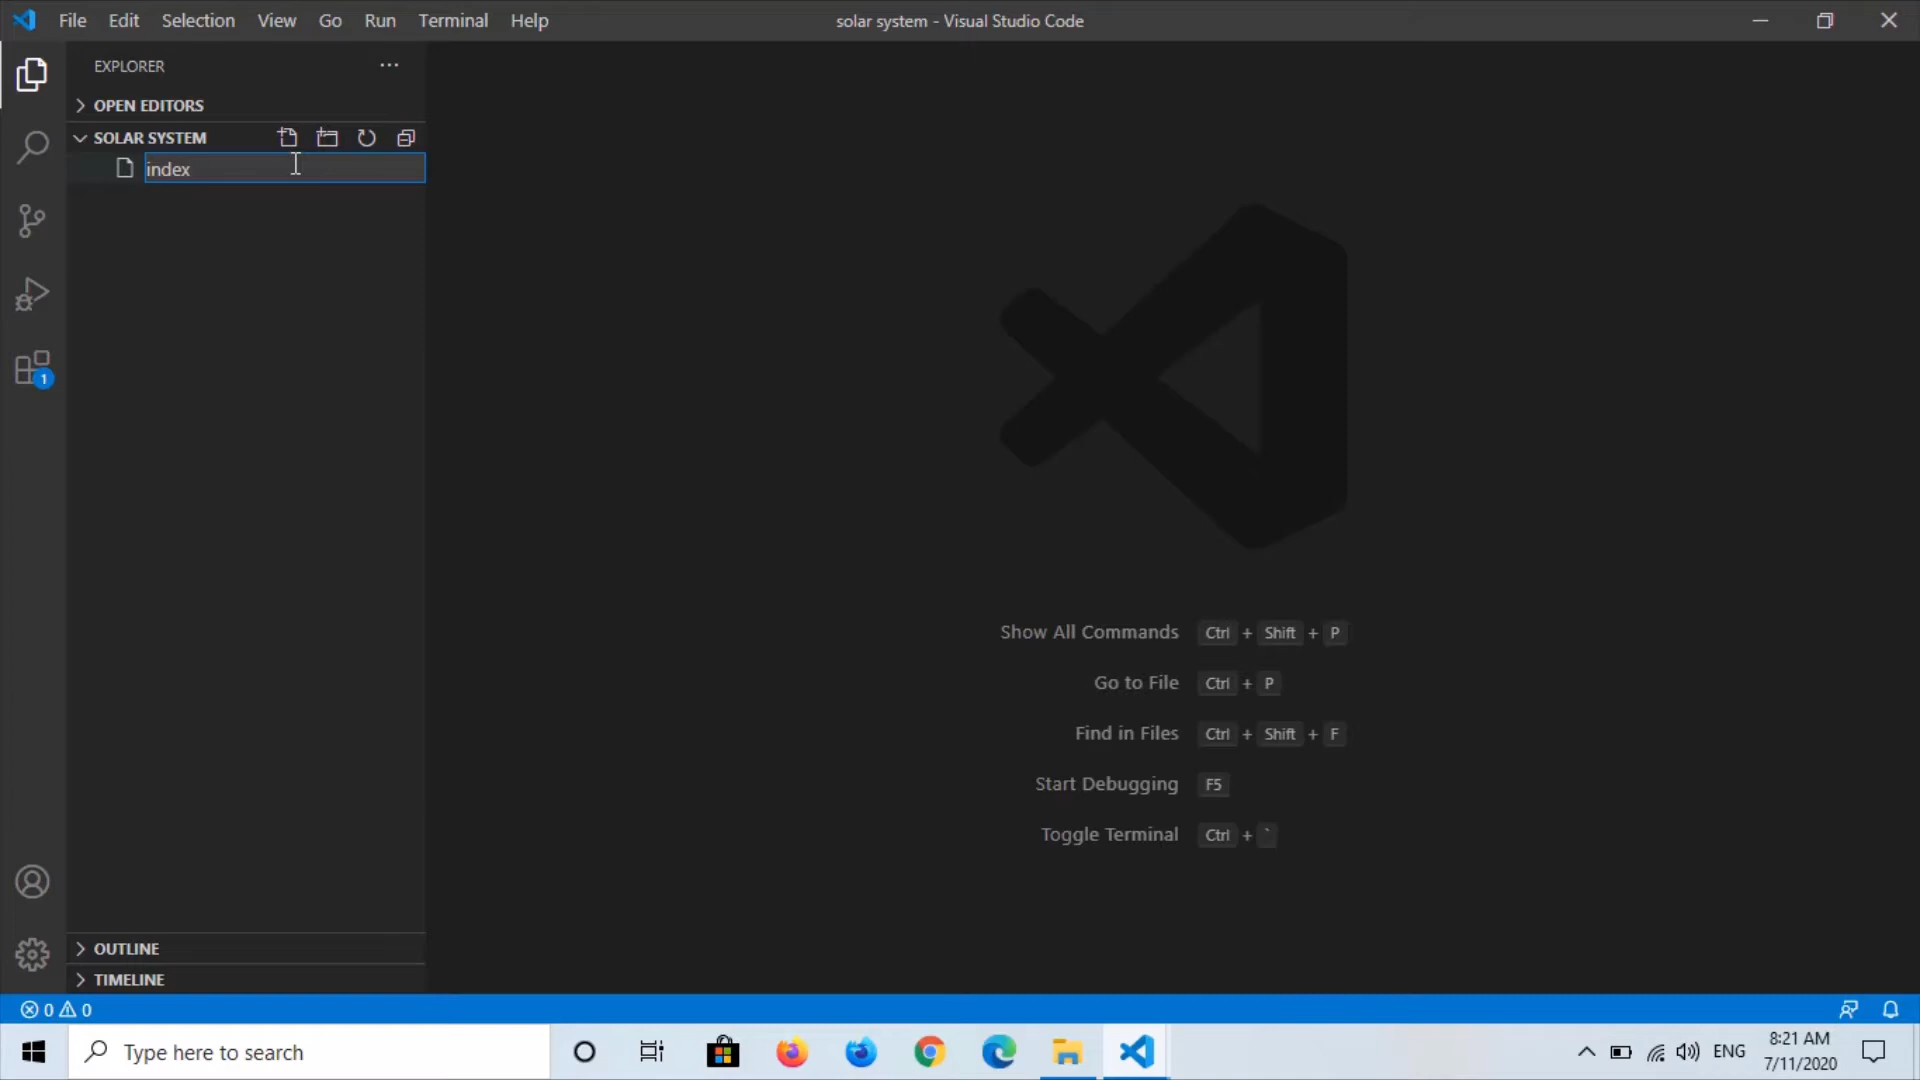 File Edit Selection View Go Run Terminal Help
solar system - Visual Studio Code
EXPLORER
OPEN EDITORS
SOLAR SYSTEM
index
1
Show All Commands Ctrl + Shift + P
Go to File Ctrl + P
Find in Files Ctrl + Shift + F
Start Debugging F5
Toggle Terminal Ctrl + `
OUTLINE
TIMELINE
0 0
Type here to search
ENG
8:21 AM
7/11/2020